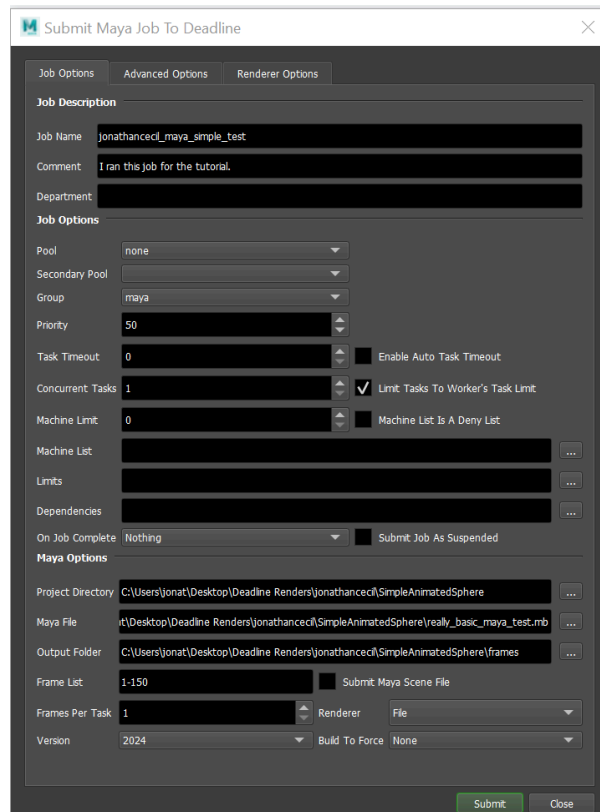 M Submit Maya Job To Deadline
Job Options Advanced Options Renderer Options
Job Description
Job Name jonathancecil_maya_simple_test
Comment I ran this job for the tutorial.
Department
Job Options
Pool none
Secondary Pool
Group maya
Priority 50
Task Timeout 0 Enable Auto Task Timeout
Concurrent Tasks 1 Limit Tasks To Worker's Task Limit
Machine Limit 0 Machine List Is A Deny List
Machine List ...
Limits ...
Dependencies ...
On Job Complete Nothing Submit Job As Suspended
Maya Options
Project Directory C:\Users\jonat\Desktop\Deadline Renders\jonathancecil\SimpleAnimatedSphere ...
Maya File ıt\Desktop\Deadline Renders\jonathancecil\SimpleAnimatedSphere\really_basic_maya_test.mb ...
Output Folder C:\Users\jonat\Desktop\Deadline Renders\jonathancecil\SimpleAnimatedSphere\frames ...
Frame List 1-150 Submit Maya Scene File
Frames Per Task 1 Renderer File
Version 2024 Build To Force None
Submit Close